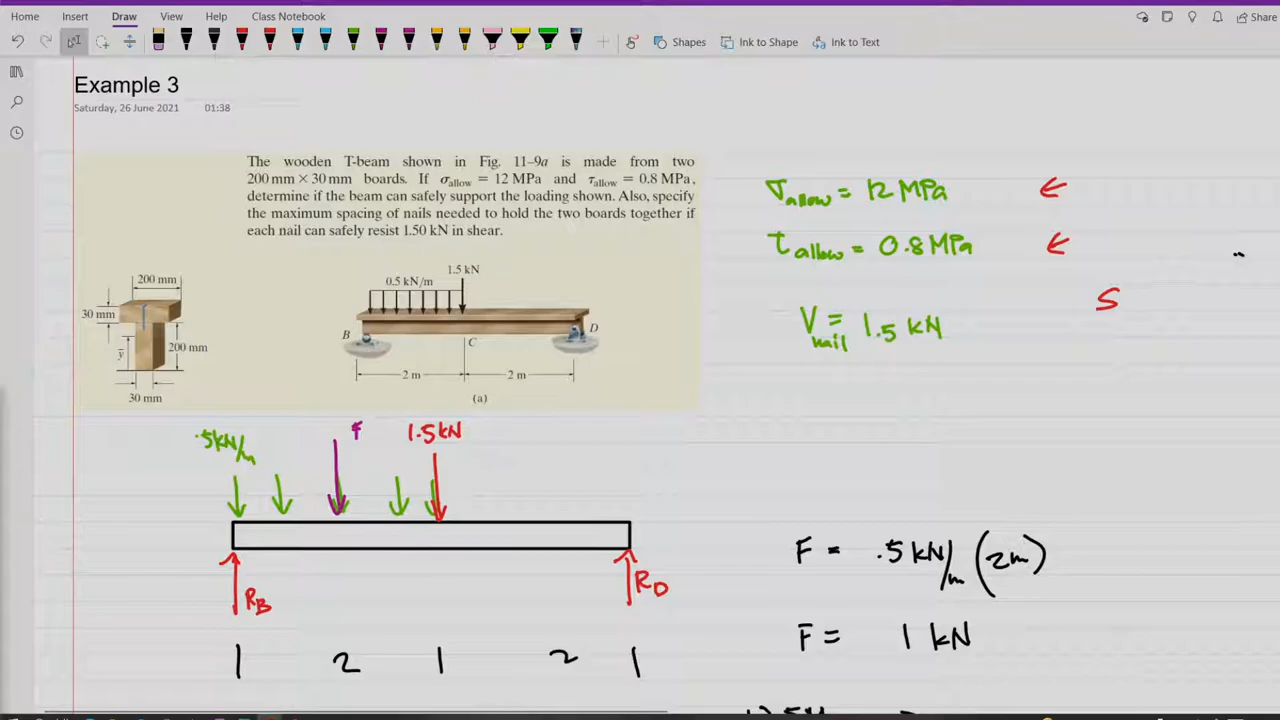 Home Insert Draw View Help Class Notebook
Share
Shapes Ink to Shape Ink to Text
Example 3
Saturday, 26 June 2021 01:38
The wooden T-beam shown in Fig. 11–9a is made from two
200 mm × 30 mm boards. If σallow = 12 MPa and τallow = 0.8 MPa,
determine if the beam can safely support the loading shown. Also, specify
the maximum spacing of nails needed to hold the two boards together if
each nail can safely resist 1.50 kN in shear.
200 mm
30 mm
y̅
200 mm
30 mm
1.5 kN
0.5 kN/m
B
C
D
2 m
2 m
(a)
σallow = 12 MPa ←
τallow = 0.8 MPa ←
S
Vnail = 1.5 kN
.5kN/m
F
1.5kN
RB
RD
1 2 1 2 1
F = .5 kN/m (2m)
F = 1 kN